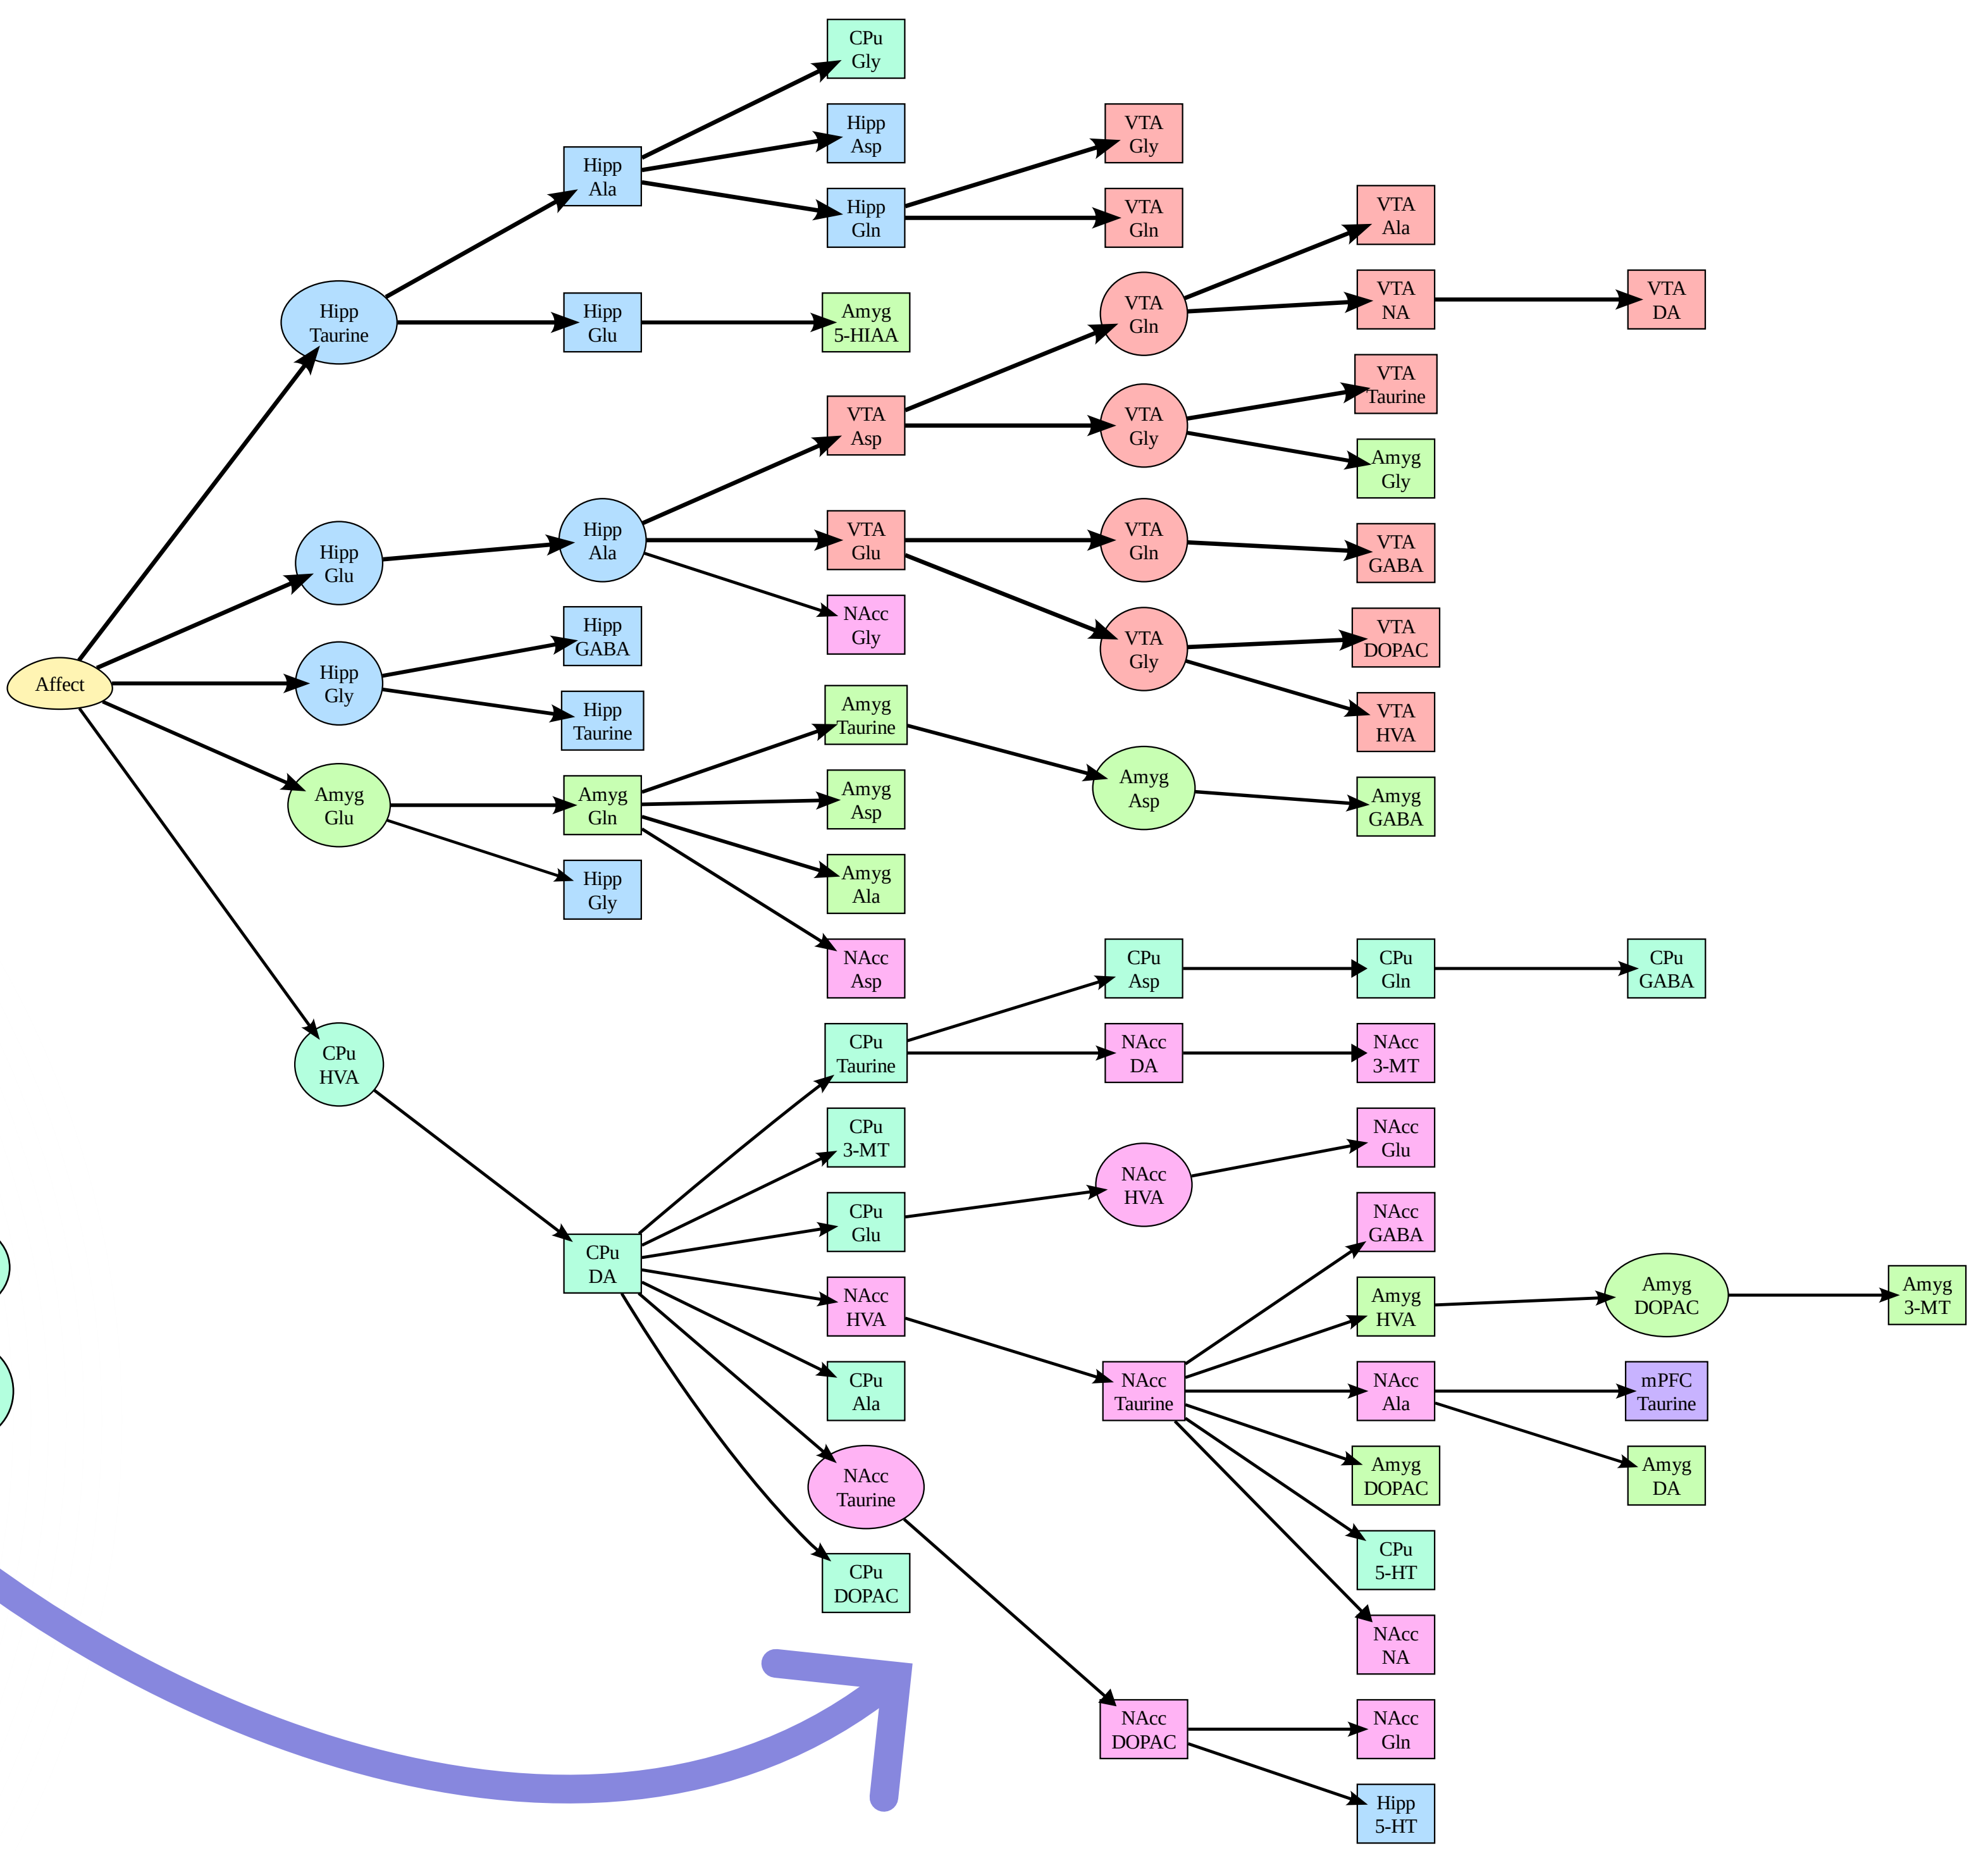 CPu
Gly
Hipp
Asp
VTA
Gly
Hipp
Ala
Hipp
Gln
VTA
Gln
VTA
Ala
Hipp
Taurine
Hipp
Glu
Amyg
5-HIAA
VTA
Gln
VTA
NA
VTA
DA
VTA
Taurine
VTA
Asp
VTA
Gly
Amyg
Gly
Hipp
Glu
Hipp
Ala
VTA
Glu
VTA
Gln
VTA
GABA
NAcc
Gly
VTA
Gly
VTA
DOPAC
Hipp
GABA
Affect
Hipp
Gly
Hipp
Taurine
Amyg
Taurine
VTA
HVA
Amyg
Glu
Amyg
Gln
Amyg
Asp
Amyg
Asp
Amyg
GABA
Hipp
Gly
Amyg
Ala
NAcc
Asp
CPu
Asp
CPu
Gln
CPu
GABA
CPu
HVA
CPu
Taurine
NAcc
DA
NAcc
3-MT
CPu
3-MT
NAcc
Glu
NAcc
HVA
CPu
Glu
NAcc
GABA
CPu
DA
NAcc
HVA
Amyg
HVA
Amyg
DOPAC
Amyg
3-MT
CPu
Ala
NAcc
Taurine
NAcc
Ala
mPFC
Taurine
NAcc
Taurine
Amyg
DOPAC
Amyg
DA
CPu
DOPAC
CPu
5-HT
NAcc
NA
NAcc
DOPAC
NAcc
Gln
Hipp
5-HT